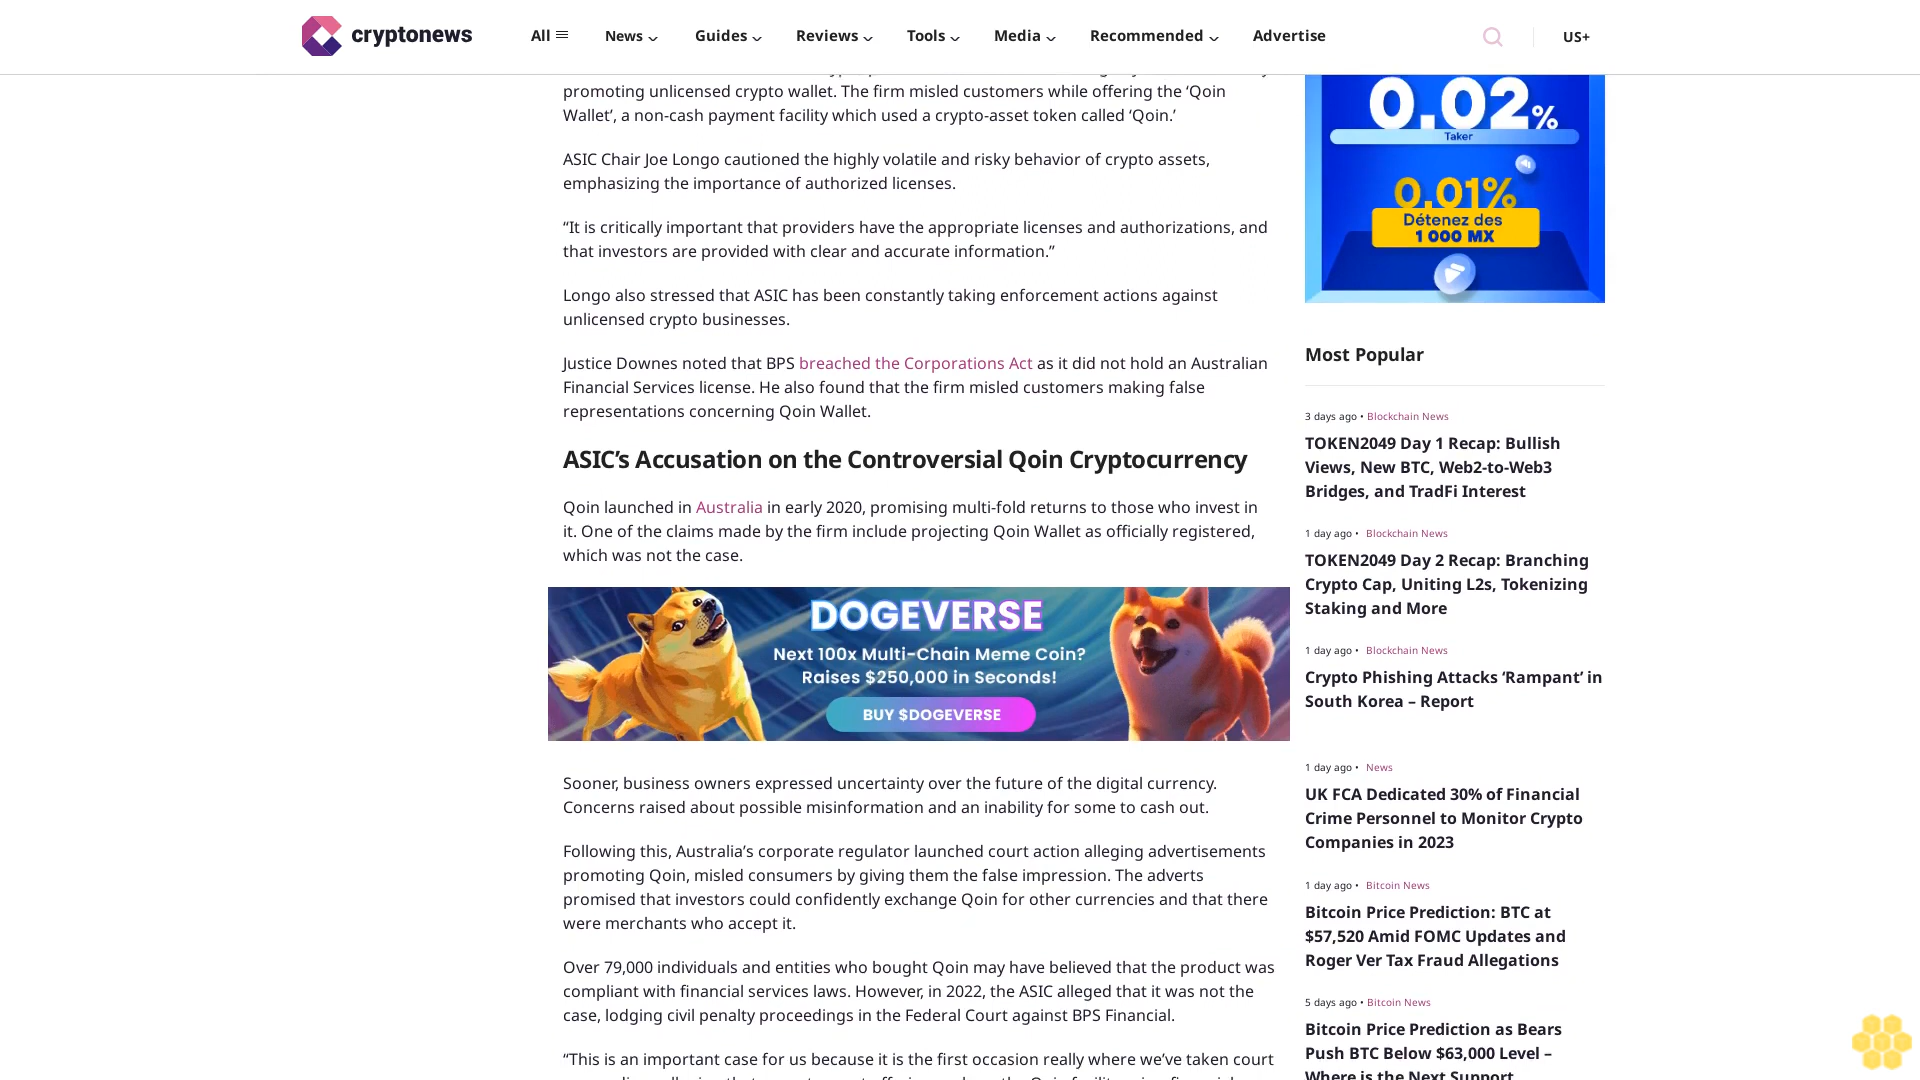 cryptonews
All
News
Guides
Reviews
Tools
Media
Recommended
Advertise
US+
promoting unlicensed crypto wallet. The firm misled customers while offering the ‘Qoin
Wallet’, a non-cash payment facility which used a crypto-asset token called ‘Qoin.’
ASIC Chair Joe Longo cautioned the highly volatile and risky behavior of crypto assets,
emphasizing the importance of authorized licenses.
“It is critically important that providers have the appropriate licenses and authorizations, and
that investors are provided with clear and accurate information.”
Longo also stressed that ASIC has been constantly taking enforcement actions against
unlicensed crypto businesses.
Justice Downes noted that BPS breached the Corporations Act as it did not hold an Australian
Financial Services license. He also found that the firm misled customers making false
representations concerning Qoin Wallet.
ASIC’s Accusation on the Controversial Qoin Cryptocurrency
Qoin launched in Australia in early 2020, promising multi-fold returns to those who invest in
it. One of the claims made by the firm include projecting Qoin Wallet as officially registered,
which was not the case.
DOGEVERSE
Next 100x Multi-Chain Meme Coin?
Raises $250,000 in Seconds!
BUY $DOGEVERSE
Sooner, business owners expressed uncertainty over the future of the digital currency.
Concerns raised about possible misinformation and an inability for some to cash out.
Following this, Australia’s corporate regulator launched court action alleging advertisements
promoting Qoin, misled consumers by giving them the false impression. The adverts
promised that investors could confidently exchange Qoin for other currencies and that there
were merchants who accept it.
Over 79,000 individuals and entities who bought Qoin may have believed that the product was
compliant with financial services laws. However, in 2022, the ASIC alleged that it was not the
case, lodging civil penalty proceedings in the Federal Court against BPS Financial.
“This is an important case for us because it is the first occasion really where we’ve taken court
0.02%
Taker
0.01%
Détenez des
1 000 MX
Most Popular
3 days ago • Blockchain News
TOKEN2049 Day 1 Recap: Bullish
Views, New BTC, Web2-to-Web3
Bridges, and TradFi Interest
1 day ago • Blockchain News
TOKEN2049 Day 2 Recap: Branching
Crypto Cap, Uniting L2s, Tokenizing
Staking and More
1 day ago • Blockchain News
Crypto Phishing Attacks ‘Rampant’ in
South Korea – Report
1 day ago • News
UK FCA Dedicated 30% of Financial
Crime Personnel to Monitor Crypto
Companies in 2023
1 day ago • Bitcoin News
Bitcoin Price Prediction: BTC at
$57,520 Amid FOMC Updates and
Roger Ver Tax Fraud Allegations
5 days ago • Bitcoin News
Bitcoin Price Prediction as Bears
Push BTC Below $63,000 Level –
Where is the Next Support